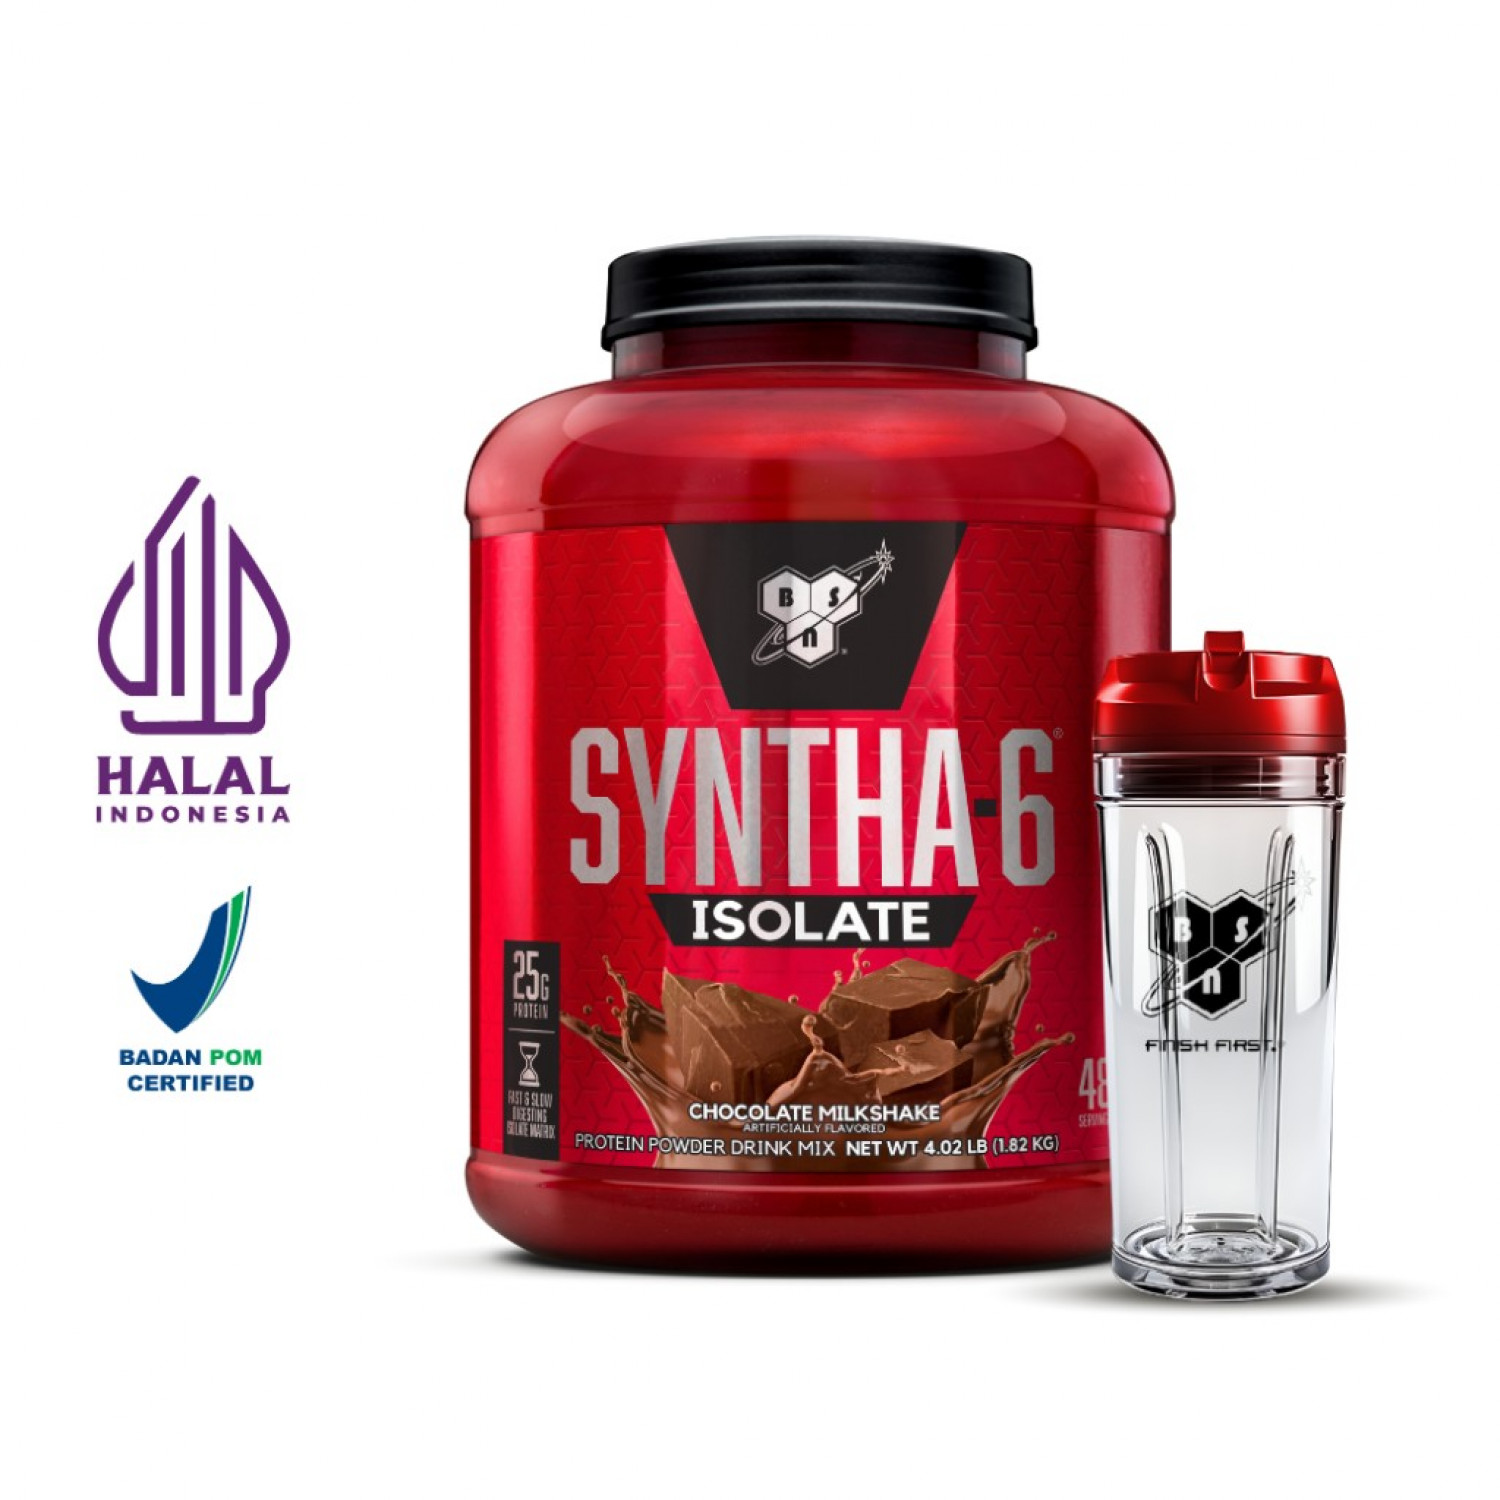 HALAL
INDONESIA
BADAN POM
CERTIFIED
B S
n
SYNTHA-6®
ISOLATE
25G
PROTEIN
FAST & SLOW
DIGESTING
ISOLATE MATRIX
CHOCOLATE MILKSHAKE
ARTIFICIALLY FLAVORED
PROTEIN POWDER DRINK MIX NET WT 4.02 LB (1.82 KG)
48
B S
n
FINISH FIRST.